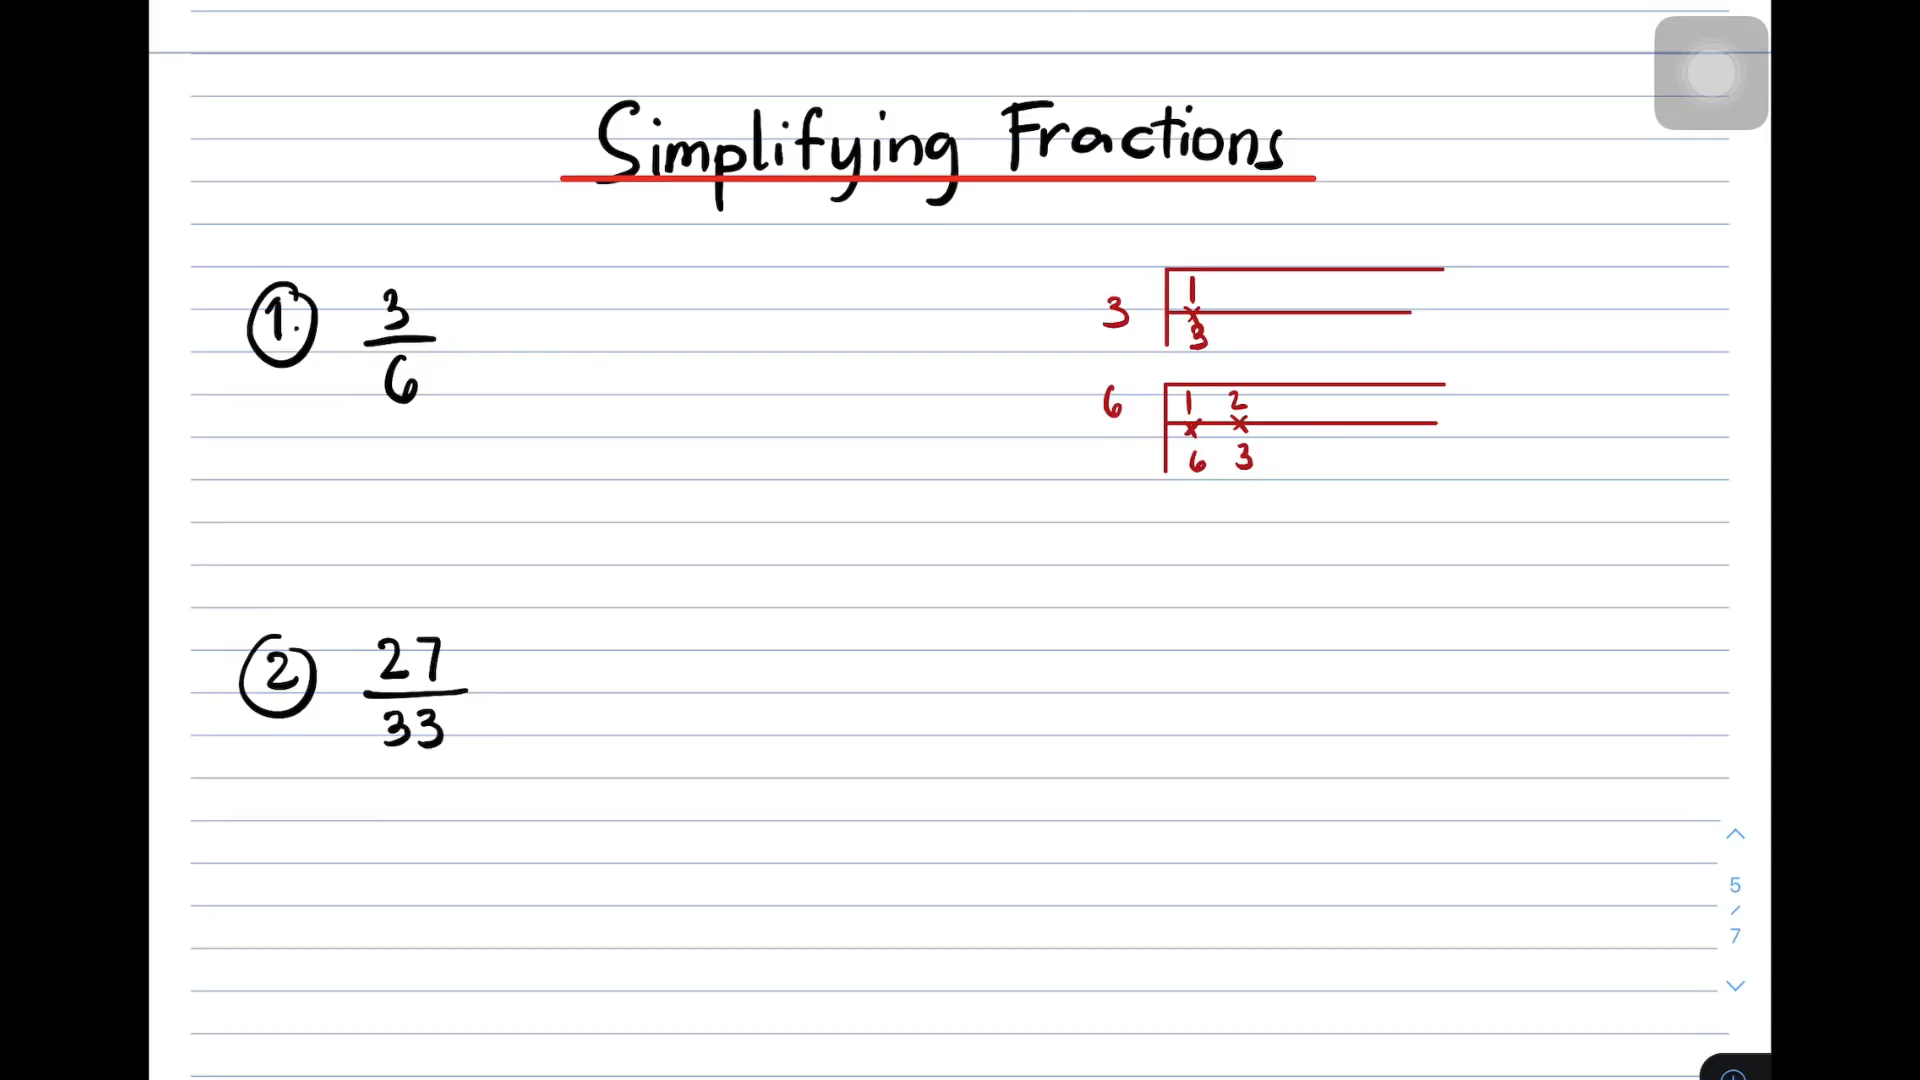 Simplifying Fractions
1. 3/6
3 | 1
x
3
6 | 1 2
x x
6 3
2 27/33
5
/
7